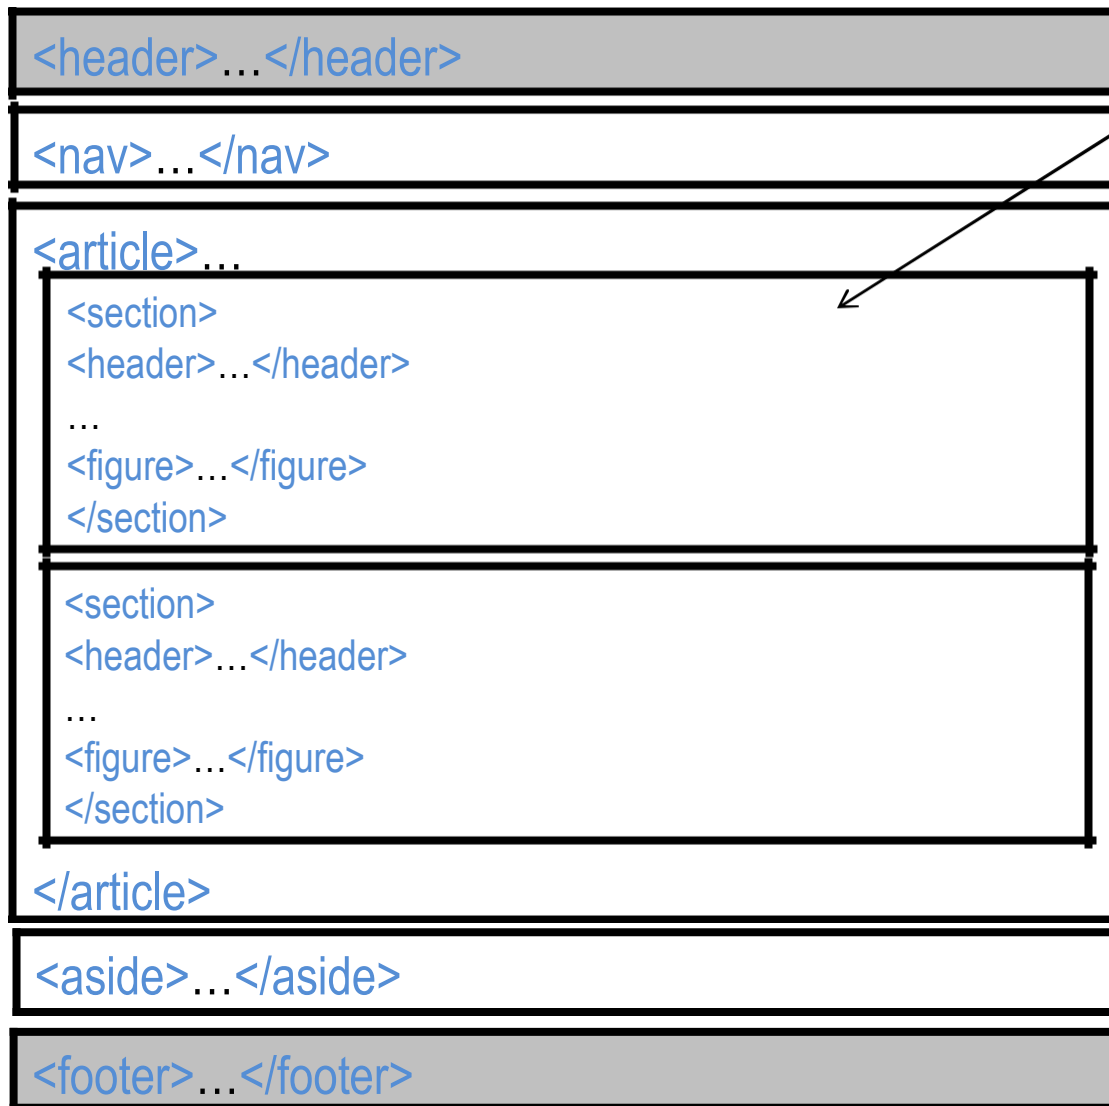 <header>…</header>
<nav>…</nav>
<article>…
<section>
<header>…</header>
…
<figure>…</figure>
</section>
<section>
<header>…</header>
…
<figure>…</figure>
</section>
</article>
<aside>…</aside>
<footer>…</footer>